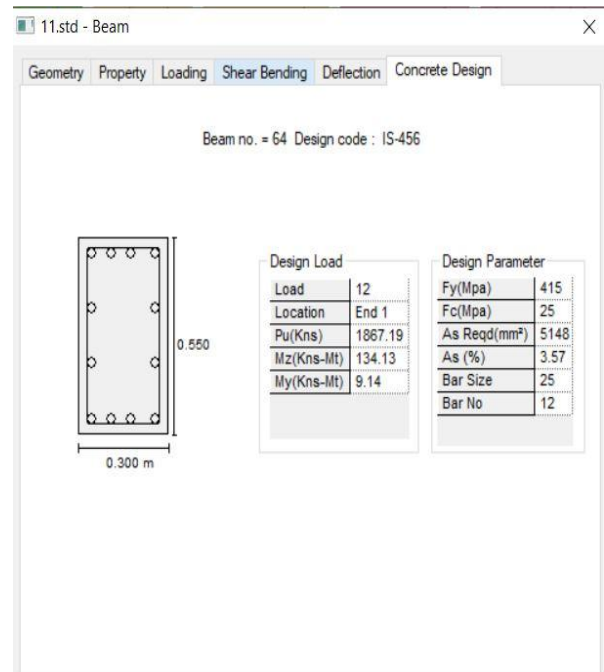 11.std - Beam
Geometry Property Loading Shear Bending Deflection Concrete Design
Beam no. = 64 Design code : IS-456
0.550
0.300 m
Design Load
Load 12
Location End 1
Pu(Kns) 1867.19
Mz(Kns-Mt) 134.13
My(Kns-Mt) 9.14
Design Parameter
Fy(Mpa) 415
Fc(Mpa) 25
As Reqd(mm²) 5148
As (%) 3.57
Bar Size 25
Bar No 12